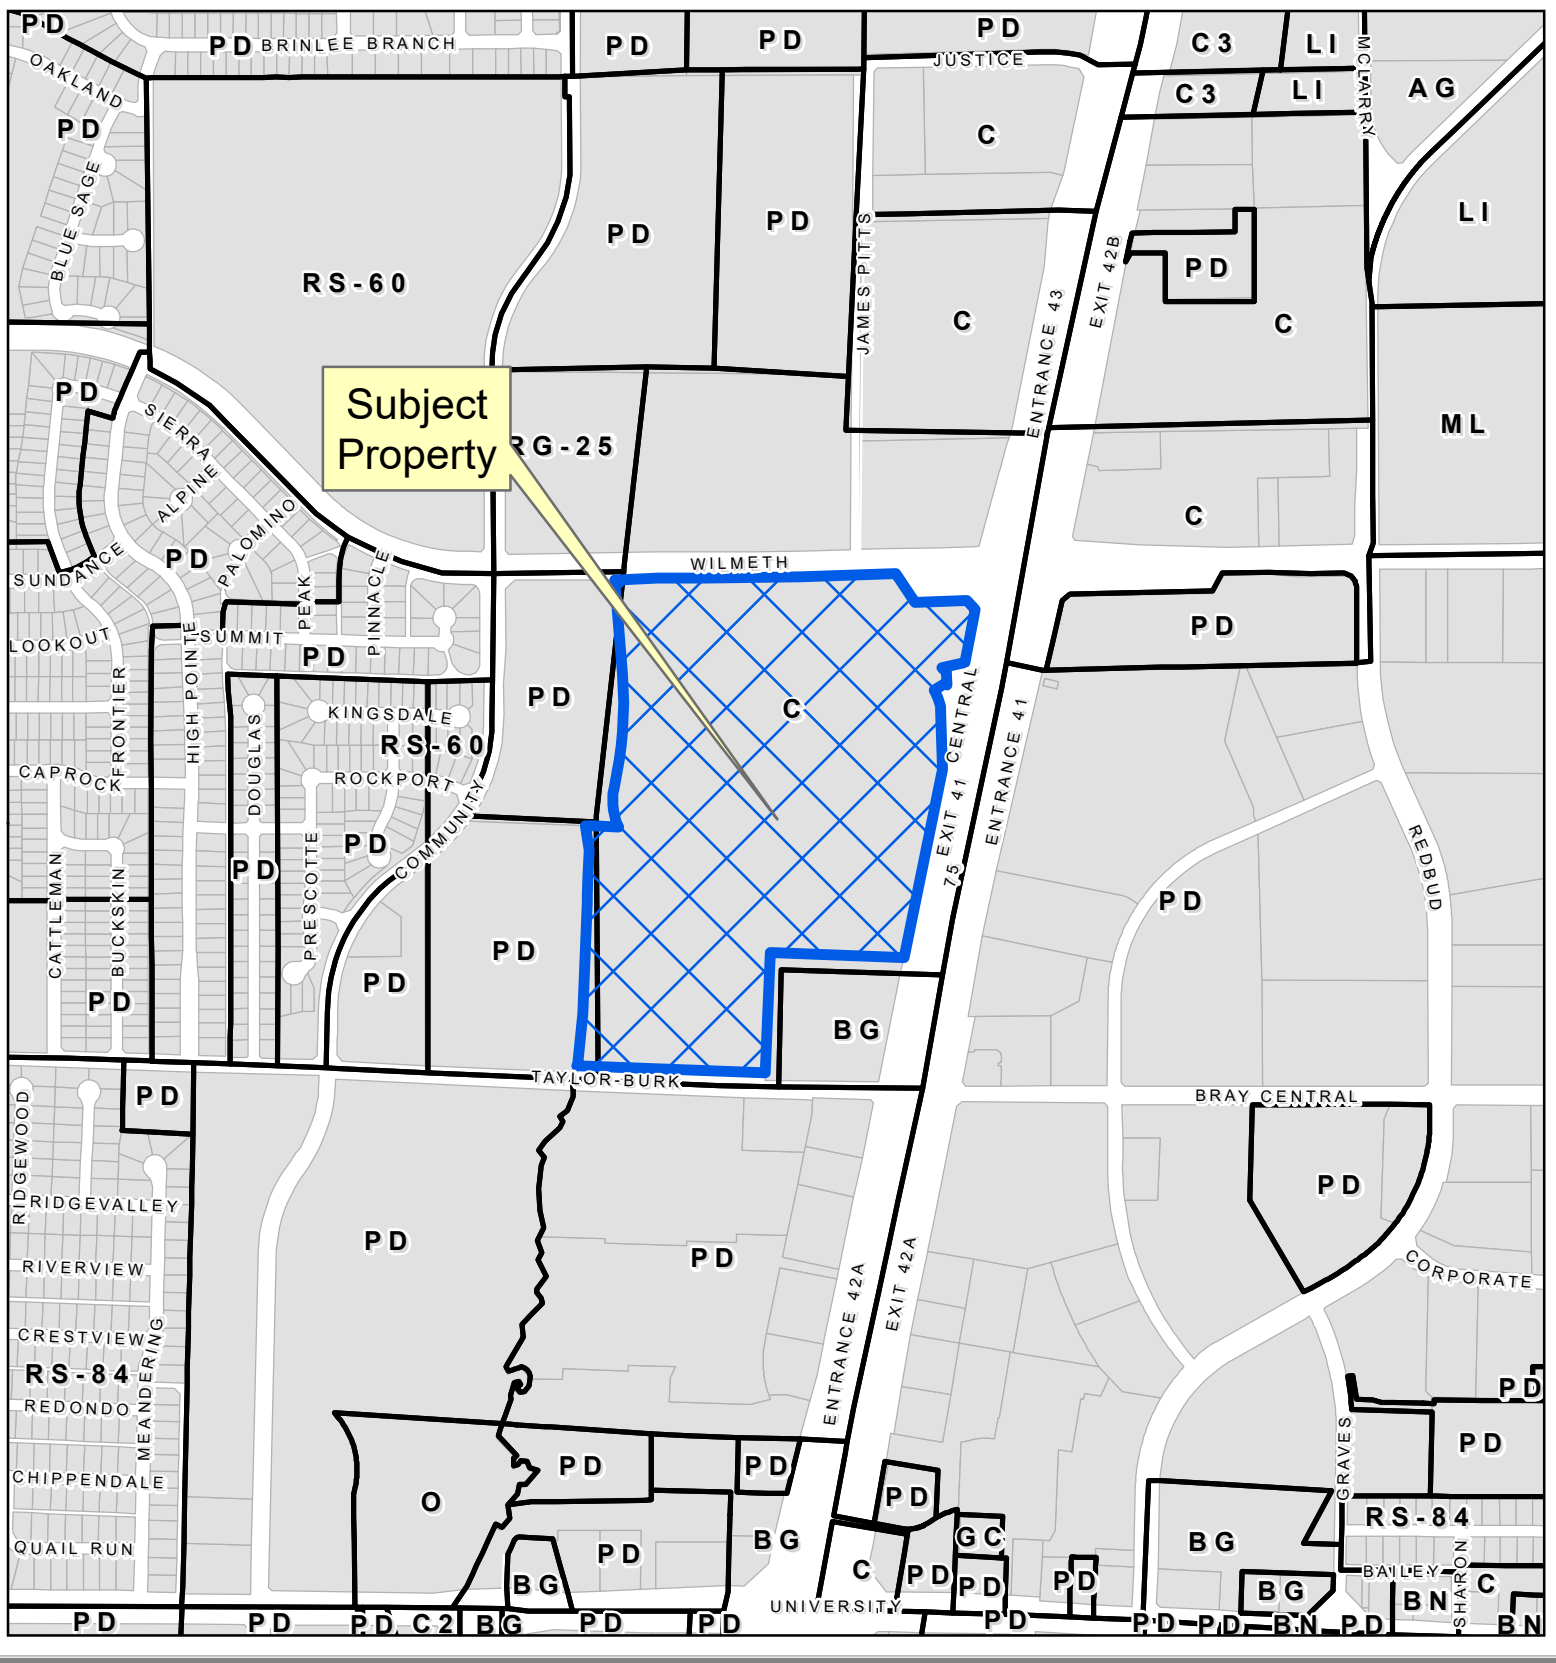 PD
PD
BRINLEE BRANCH
PD
PD
PD
JUSTICE
C3
LI
MCLARRY
OAKLAND
C3
LI
AG
PD
C
BLUE SAGE
RS-60
PD
PD
JAMES PITTS
C
ENTRANCE 43
EXIT 42B
PD
C
LI
PD
SIERRA
ALPINE
PALOMINO
Subject
Property
RG-25
ML
C
SUNDANCE
PD
PEAK
PINNACLE
WILMETH
LOOKOUT
HIGH POINTE
SUMMIT
PD
PD
FRONTIER
DOUGLAS
KINGSDALE
RS-60
PD
C
CENTRAL
EXIT 41
75
ENTRANCE 41
CAPROCK
ROCKPORT
COMMUNITY
REDBUD
CATTLEMAN
BUCKSKIN
PD
PRESCOTTE
PD
PD
PD
PD
PD
BG
TAYLOR-BURK
BRAY CENTRAL
RIDGEWOOD
PD
PD
RIDGEVALLEY
PD
PD
RIVERVIEW
ENTRANCE 42A
EXIT 42A
CORPORATE
CRESTVIEW
MEANDERING
RS-84
REDONDO
PD
CHIPPENDALE
O
PD
PD
PD
GRAVES
PD
RS-84
QUAIL RUN
BG
PD
BG
C
PD
GC
PD
PD
BG
BG
BAILEY
SHARON
C
BN
UNIVERSITY
PD
PD
PD
C2
BG
PD
PD
PD
PD
PD
BN
PD
BN